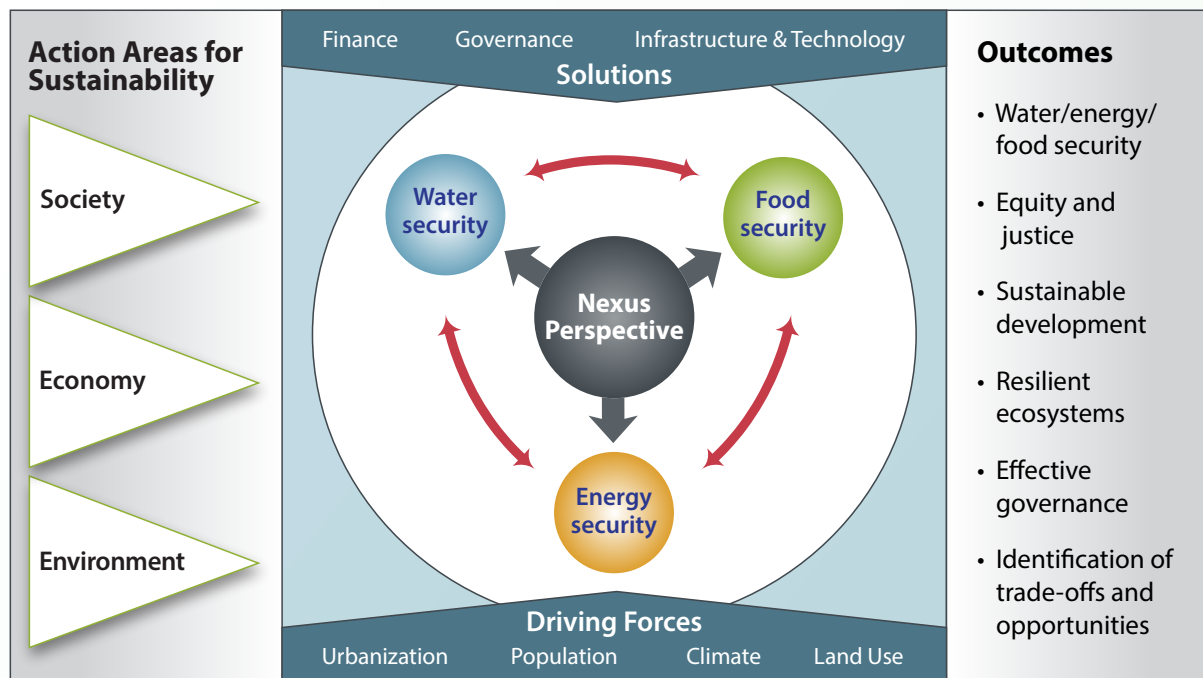 Action Areas for
Sustainability
Society
Economy
Environment
Finance Governance Infrastructure & Technology
Solutions
Water
security
Food
security
Nexus
Perspective
Energy
security
Driving Forces
Urbanization Population Climate Land Use
Outcomes
• Water/energy/
food security
• Equity and
justice
• Sustainable
development
• Resilient
ecosystems
• Effective
governance
• Identification of
trade-offs and
opportunities